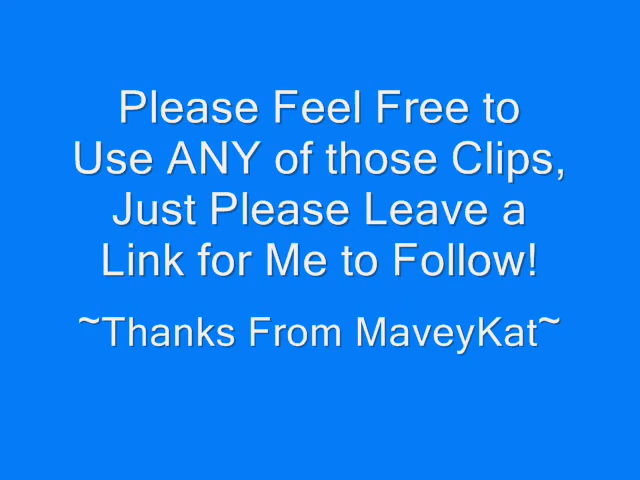 Please Feel Free to
Use ANY of those Clips,
Just Please Leave a
Link for Me to Follow!
~Thanks From MaveyKat~